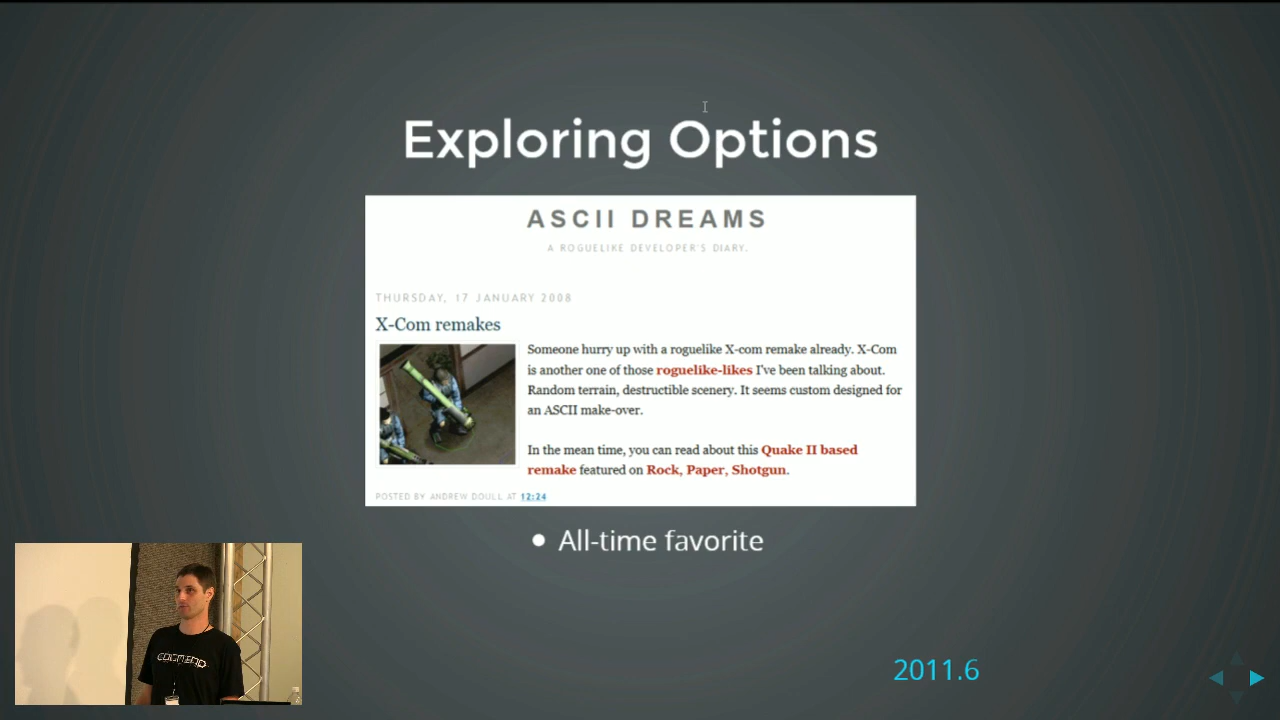 Exploring Options
ASCII DREAMS
A ROGUELIKE DEVELOPER'S DIARY.
THURSDAY, 17 JANUARY 2008
X-Com remakes
Someone hurry up with a roguelike X-com remake already. X-Com
is another one of those roguelike-likes I've been talking about.
Random terrain, destructible scenery. It seems custom designed for
an ASCII make-over.
In the mean time, you can read about this Quake II based
remake featured on Rock, Paper, Shotgun.
POSTED BY ANDREW DOULL AT 12:24
• All-time favorite
COGMIND
2011.6